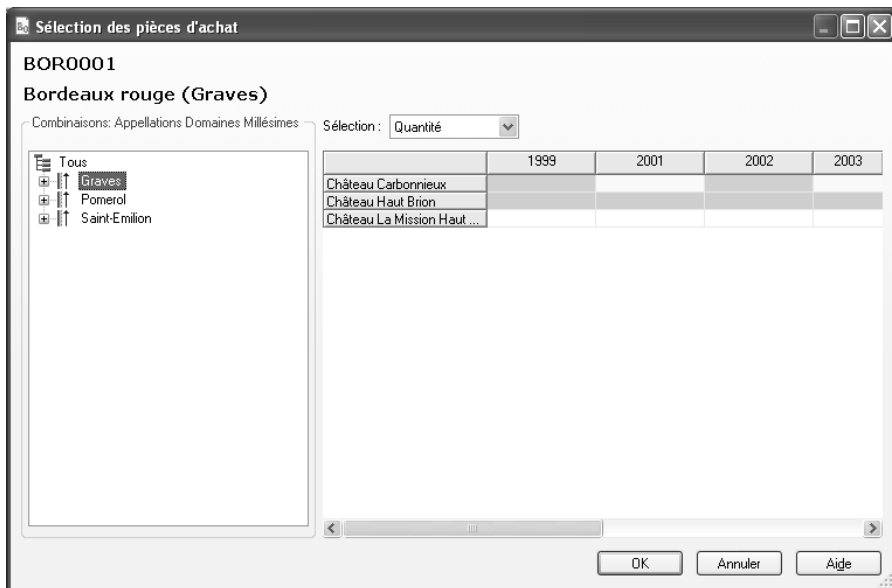 Sélection des pièces d'achat
BOR0001
Bordeaux rouge (Graves)
Combinaisons: Appellations Domaines Millésimes
Sélection : Quantité
Tous
Graves
Pomerol
Saint-Emilion
1999 2001 2002 2003
Château Carbonnieux
Château Haut Brion
Château La Mission Haut ...
OK Annuler Aide